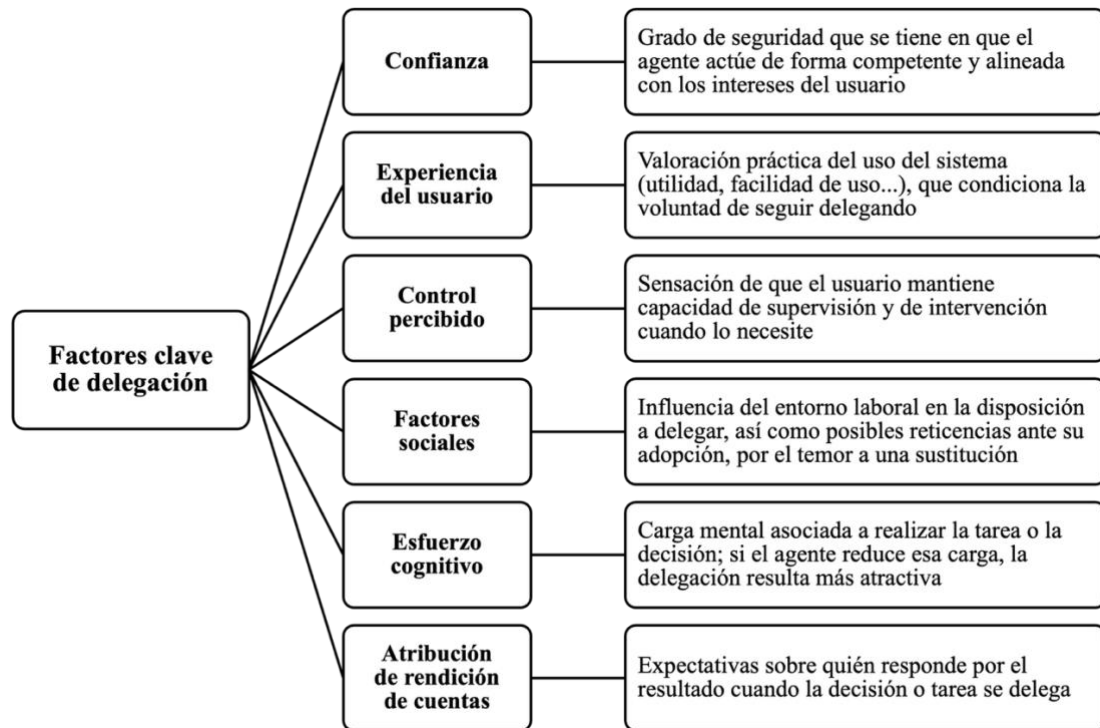 Factores clave
de delegación
Confianza
Grado de seguridad que se tiene en que el
agente actúe de forma competente y alineada
con los intereses del usuario
Experiencia
del usuario
Valoración práctica del uso del sistema
(utilidad, facilidad de uso...), que condiciona la
voluntad de seguir delegando
Control
percibido
Sensación de que el usuario mantiene
capacidad de supervisión y de intervención
cuando lo necesite
Factores
sociales
Influencia del entorno laboral en la disposición
a delegar, así como posibles reticencias ante su
adopción, por el temor a una sustitución
Esfuerzo
cognitivo
Carga mental asociada a realizar la tarea o la
decisión; si el agente reduce esa carga, la
delegación resulta más atractiva
Atribución
de rendición
de cuentas
Expectativas sobre quién responde por el
resultado cuando la decisión o tarea se delega